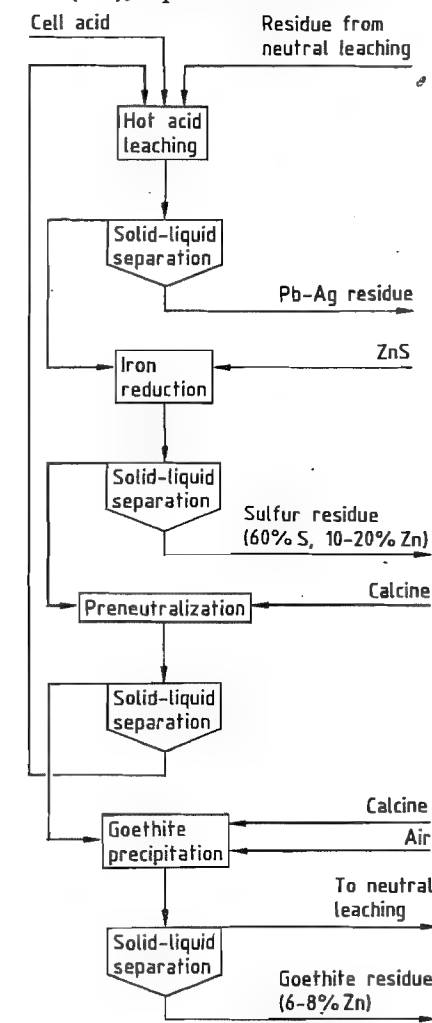 Cell acid
Residue from
neutral leaching
Hot acid
leaching
Solid-liquid
separation
Pb-Ag residue
ZnS
Iron
reduction
Solid-liquid
separation
Sulfur residue
(60% S, 10-20% Zn)
Calcine
Preneutralization
Solid-liquid
separation
Calcine
Air
Goethite
precipitation
To neutral
leaching
Solid-liquid
separation
Goethite residue
(6-8% Zn)